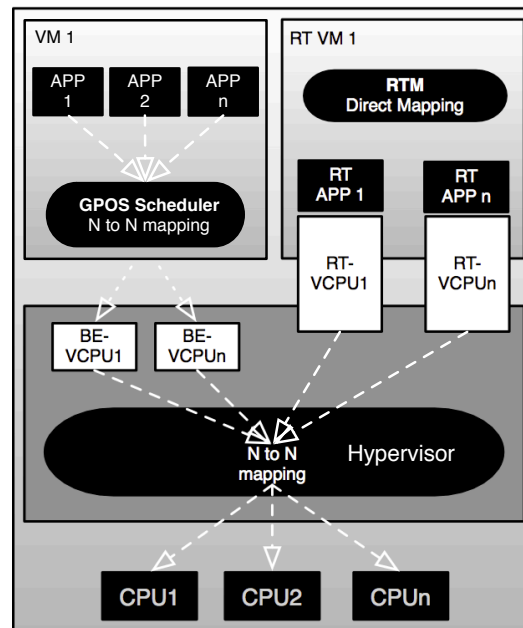 VM 1
APP
1
APP
2
APP
n
GPOS Scheduler
N to N mapping
RT VM 1
RTM
Direct Mapping
RT
APP 1
RT
APP n
RT-
VCPU1
RT-
VCPUn
BE-
VCPU1
BE-
VCPUn
N to N
mapping
Hypervisor
CPU1
CPU2
CPUn